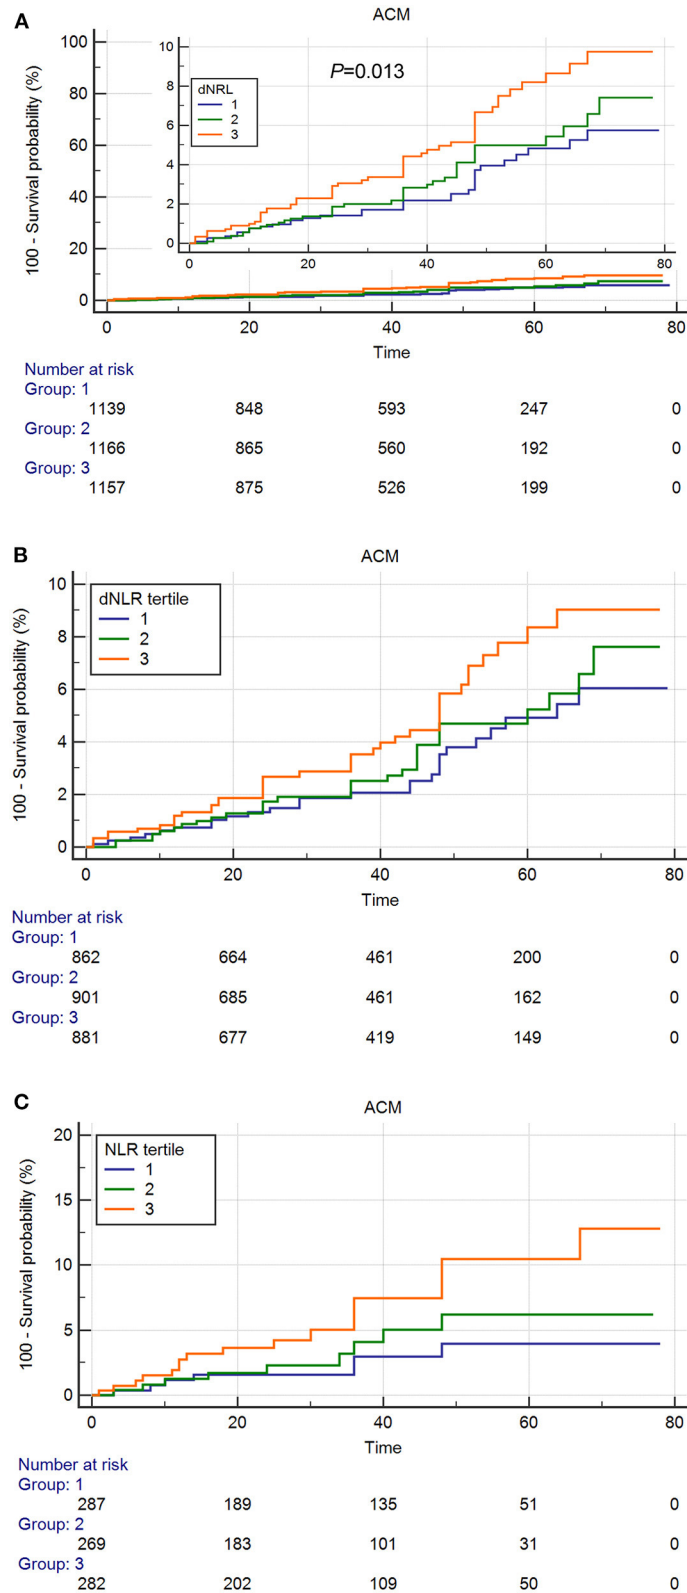 A
ACM
100
80
60
40
20
0
100 - Survival probability (%)
10
8
6
4
2
0
P=0.013
dNRL
1
2
3
0 20 40 60 80
0 20 40 60 80
Time
Number at risk
Group: 1
1139 848 593 247 0
Group: 2
1166 865 560 192 0
Group: 3
1157 875 526 199 0
B
ACM
10
8
6
4
2
0
100 - Survival probability (%)
dNLR tertile
1
2
3
0 20 40 60 80
Time
Number at risk
Group: 1
862 664 461 200 0
Group: 2
901 685 461 162 0
Group: 3
881 677 419 149 0
C
ACM
20
15
10
5
0
100 - Survival probability (%)
NLR tertile
1
2
3
0 20 40 60 80
Time
Number at risk
Group: 1
287 189 135 51 0
Group: 2
269 183 101 31 0
Group: 3
282 202 109 50 0